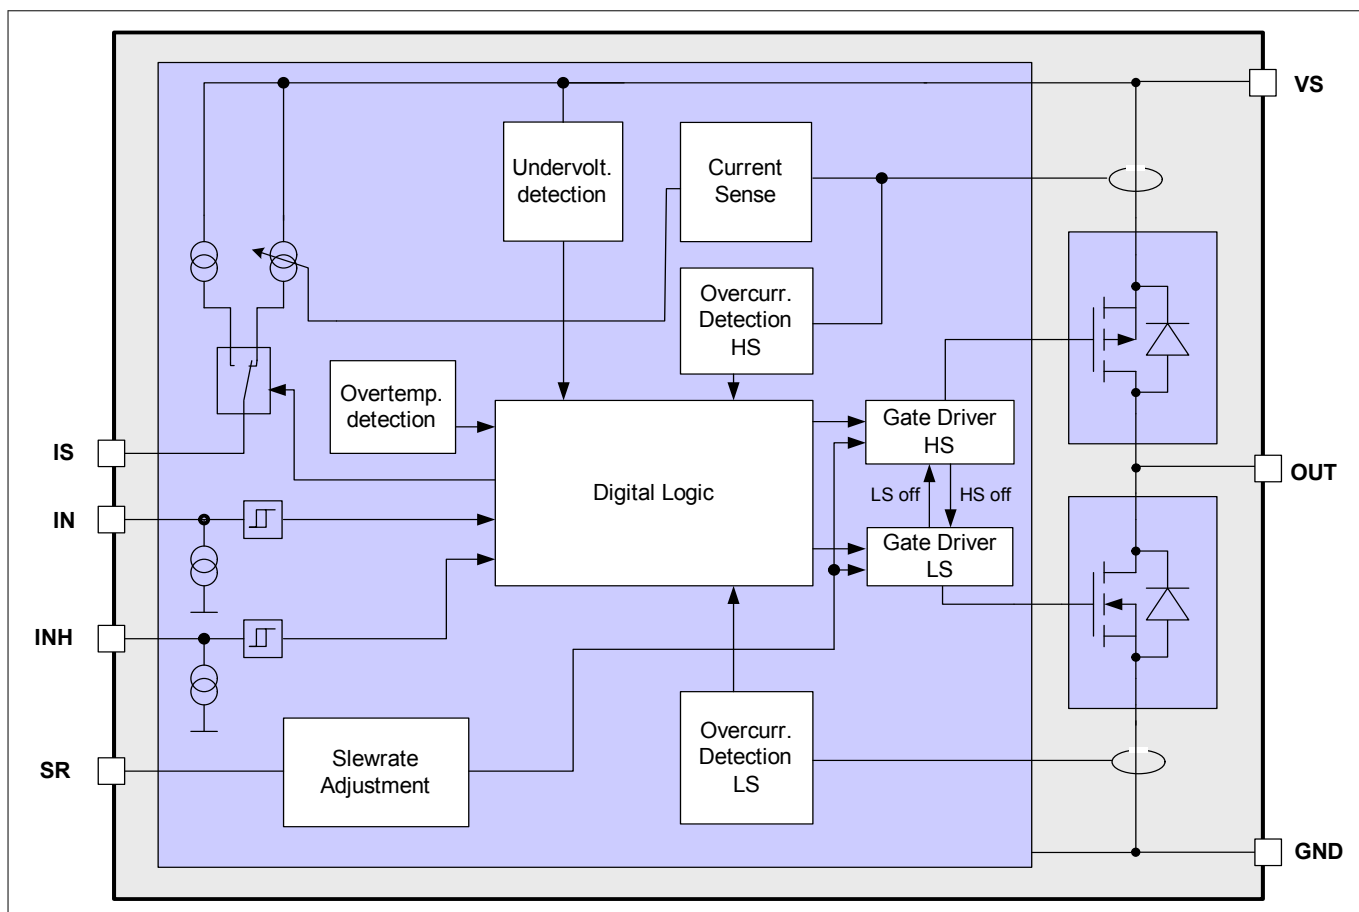 VS
Undervolt.
detection
Current
Sense
Overcurr.
Detection
HS
Overtemp.
detection
Gate Driver
HS
IS
OUT
Digital Logic
LS off
HS off
IN
Gate Driver
LS
INH
Overcurr.
Detection
LS
Slewrate
Adjustment
SR
GND